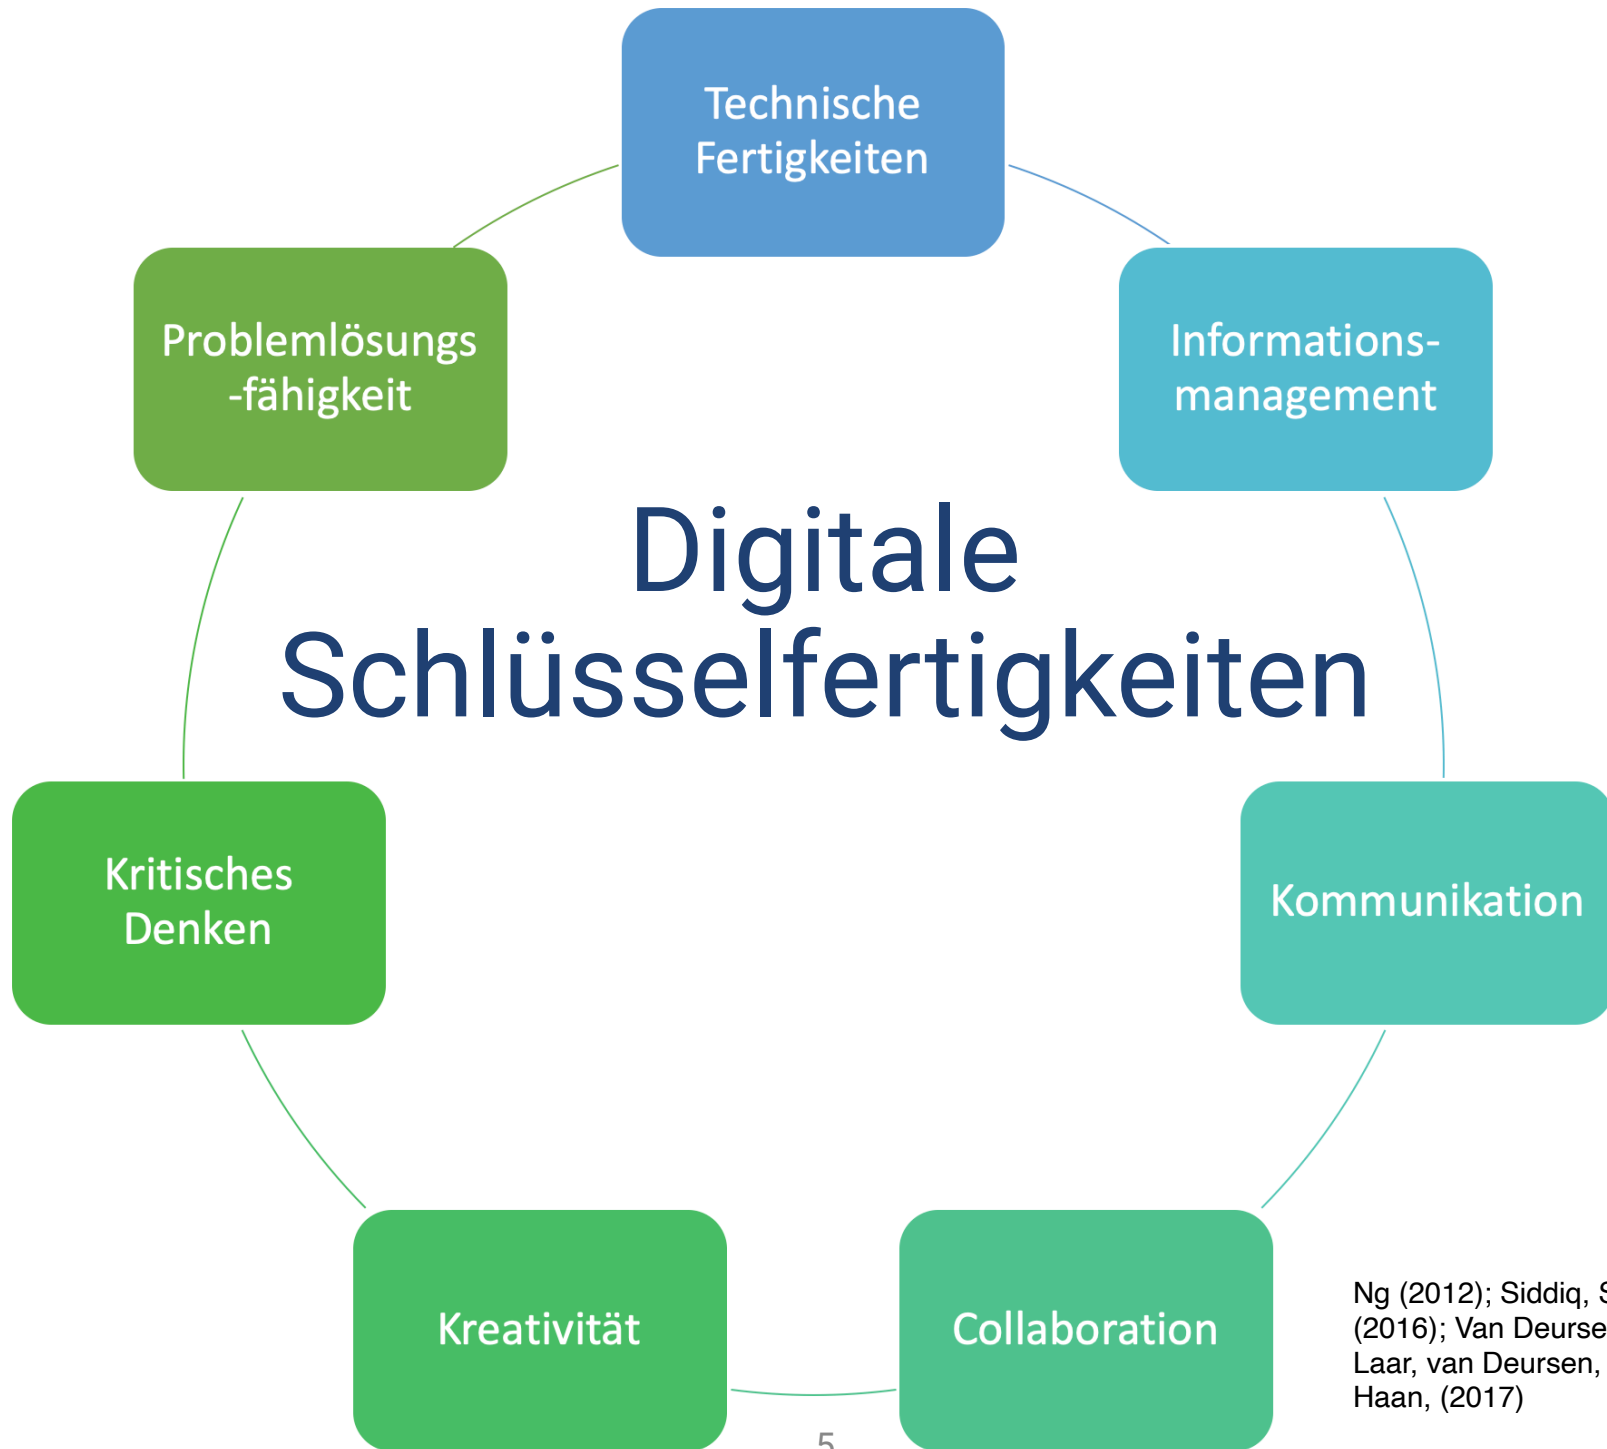 Technische
Fertigkeiten
Problemlösungs
-fähigkeit
Informations-
management
Digitale
Schlüsselfertigkeiten
Kritisches
Denken
Kommunikation
Kreativität
Collaboration
Ng (2012); Siddiq,
(2016); Van
Laar, van Deursen,
Haan, (2017)
5